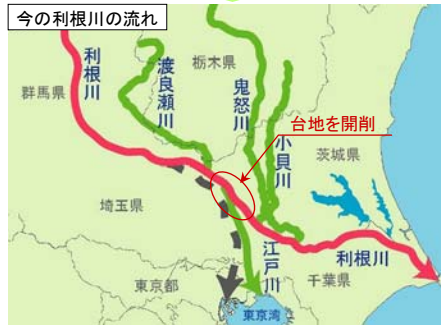 今の利根川の流れ
群馬県
利根川
渡良瀬川
栃木県
鬼怒川
台地を開削
小貝川
茨城県
埼玉県
江戸川
利根川
東京都
千葉県
東京湾